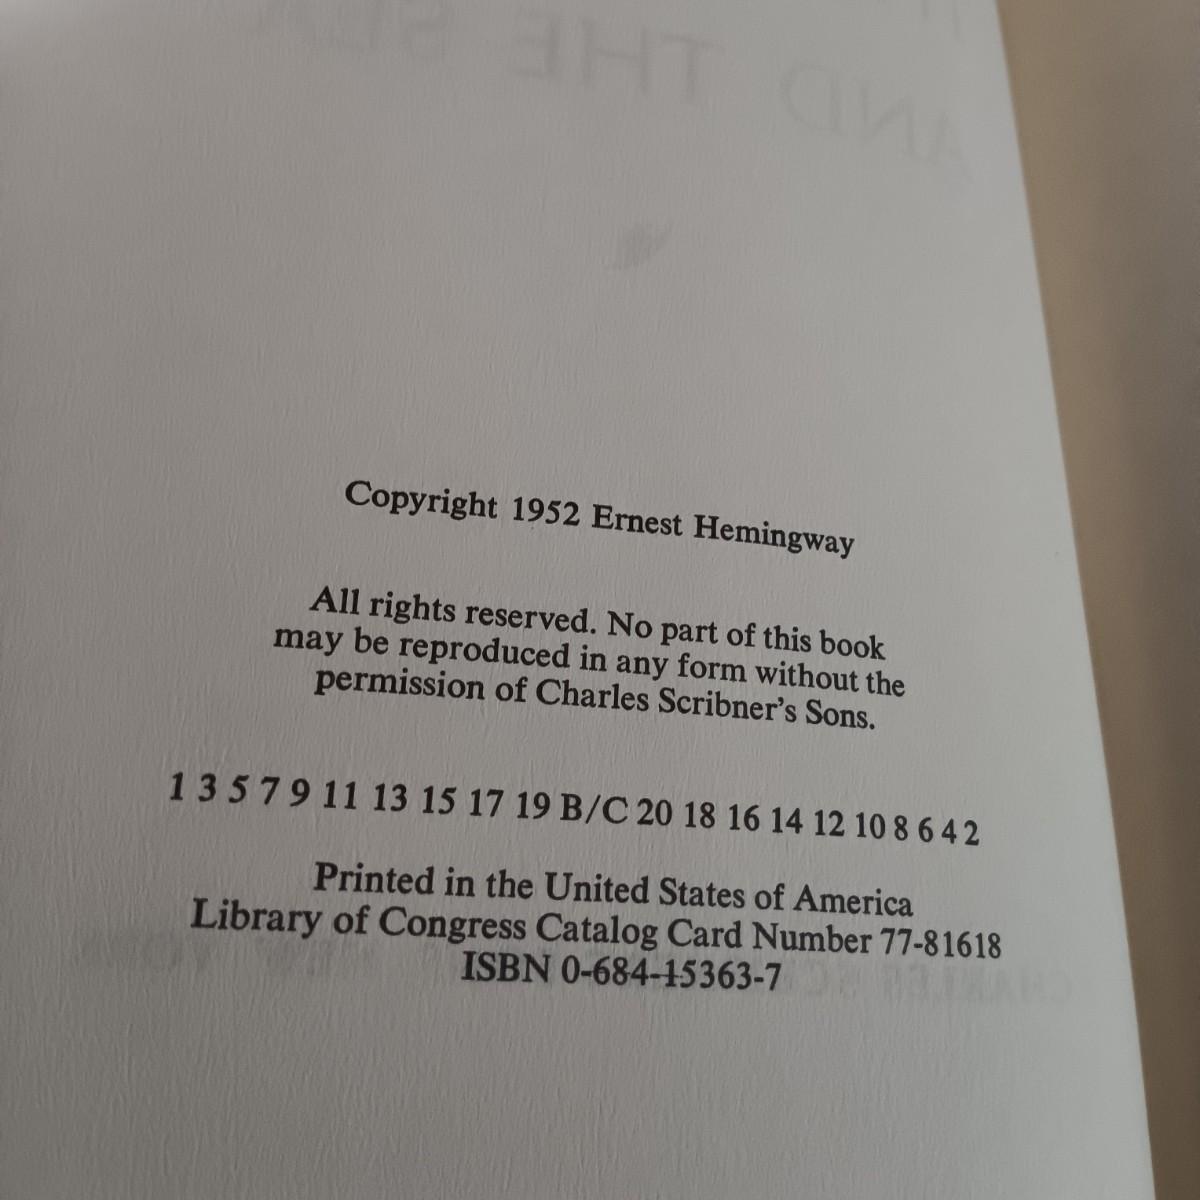 AND THE SEA
Copyright 1952 Ernest Hemingway
All rights reserved. No part of this book
may be reproduced in any form without the
permission of Charles Scribner's Sons.
1 3 5 7 9 11 13 15 17 19 B/C 20 18 16 14 12 10 8 6 4 2
Printed in the United States of America
Library of Congress Catalog Card Number 77-81618
ISBN 0-684-15363-7